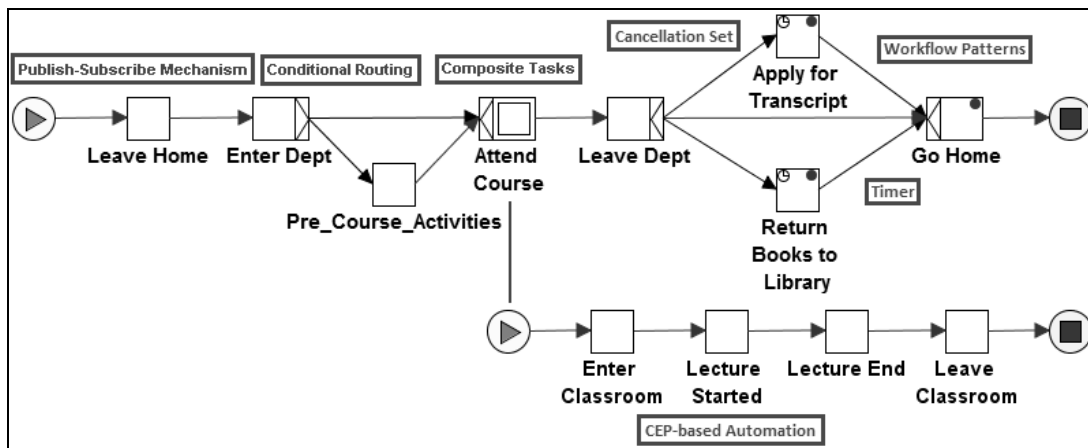 Cancellation Set
Workflow Patterns
Publish-Subscribe Mechanism
Conditional Routing
Composite Tasks
Apply for
Transcript
Leave Home
Enter Dept
Attend
Course
Leave Dept
Go Home
Pre_Course_Activities
Timer
Return
Books to
Library
Enter
Classroom
Lecture
Started
Lecture End
Leave
Classroom
CEP-based Automation